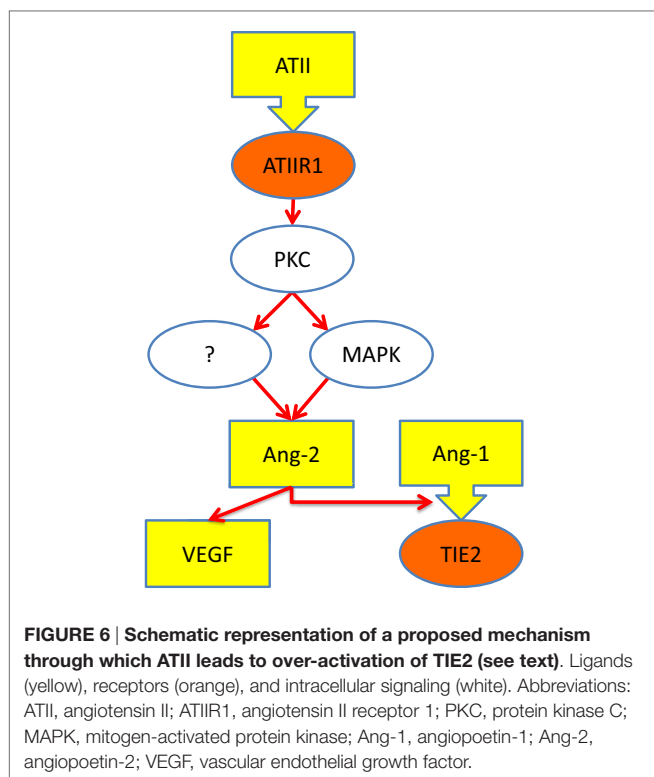 ATII
ATIIR1
PKC
?
MAPK
Ang-2
Ang-1
VEGF
TIE2
FIGURE 6 | Schematic representation of a proposed mechanism
through which ATII leads to over-activation of TIE2 (see text). Ligands
(yellow), receptors (orange), and intracellular signaling (white). Abbreviations:
ATII, angiotensin II; ATIIR1, angiotensin II receptor 1; PKC, protein kinase C;
MAPK, mitogen-activated protein kinase; Ang-1, angiopoetin-1; Ang-2,
angiopoetin-2; VEGF, vascular endothelial growth factor.